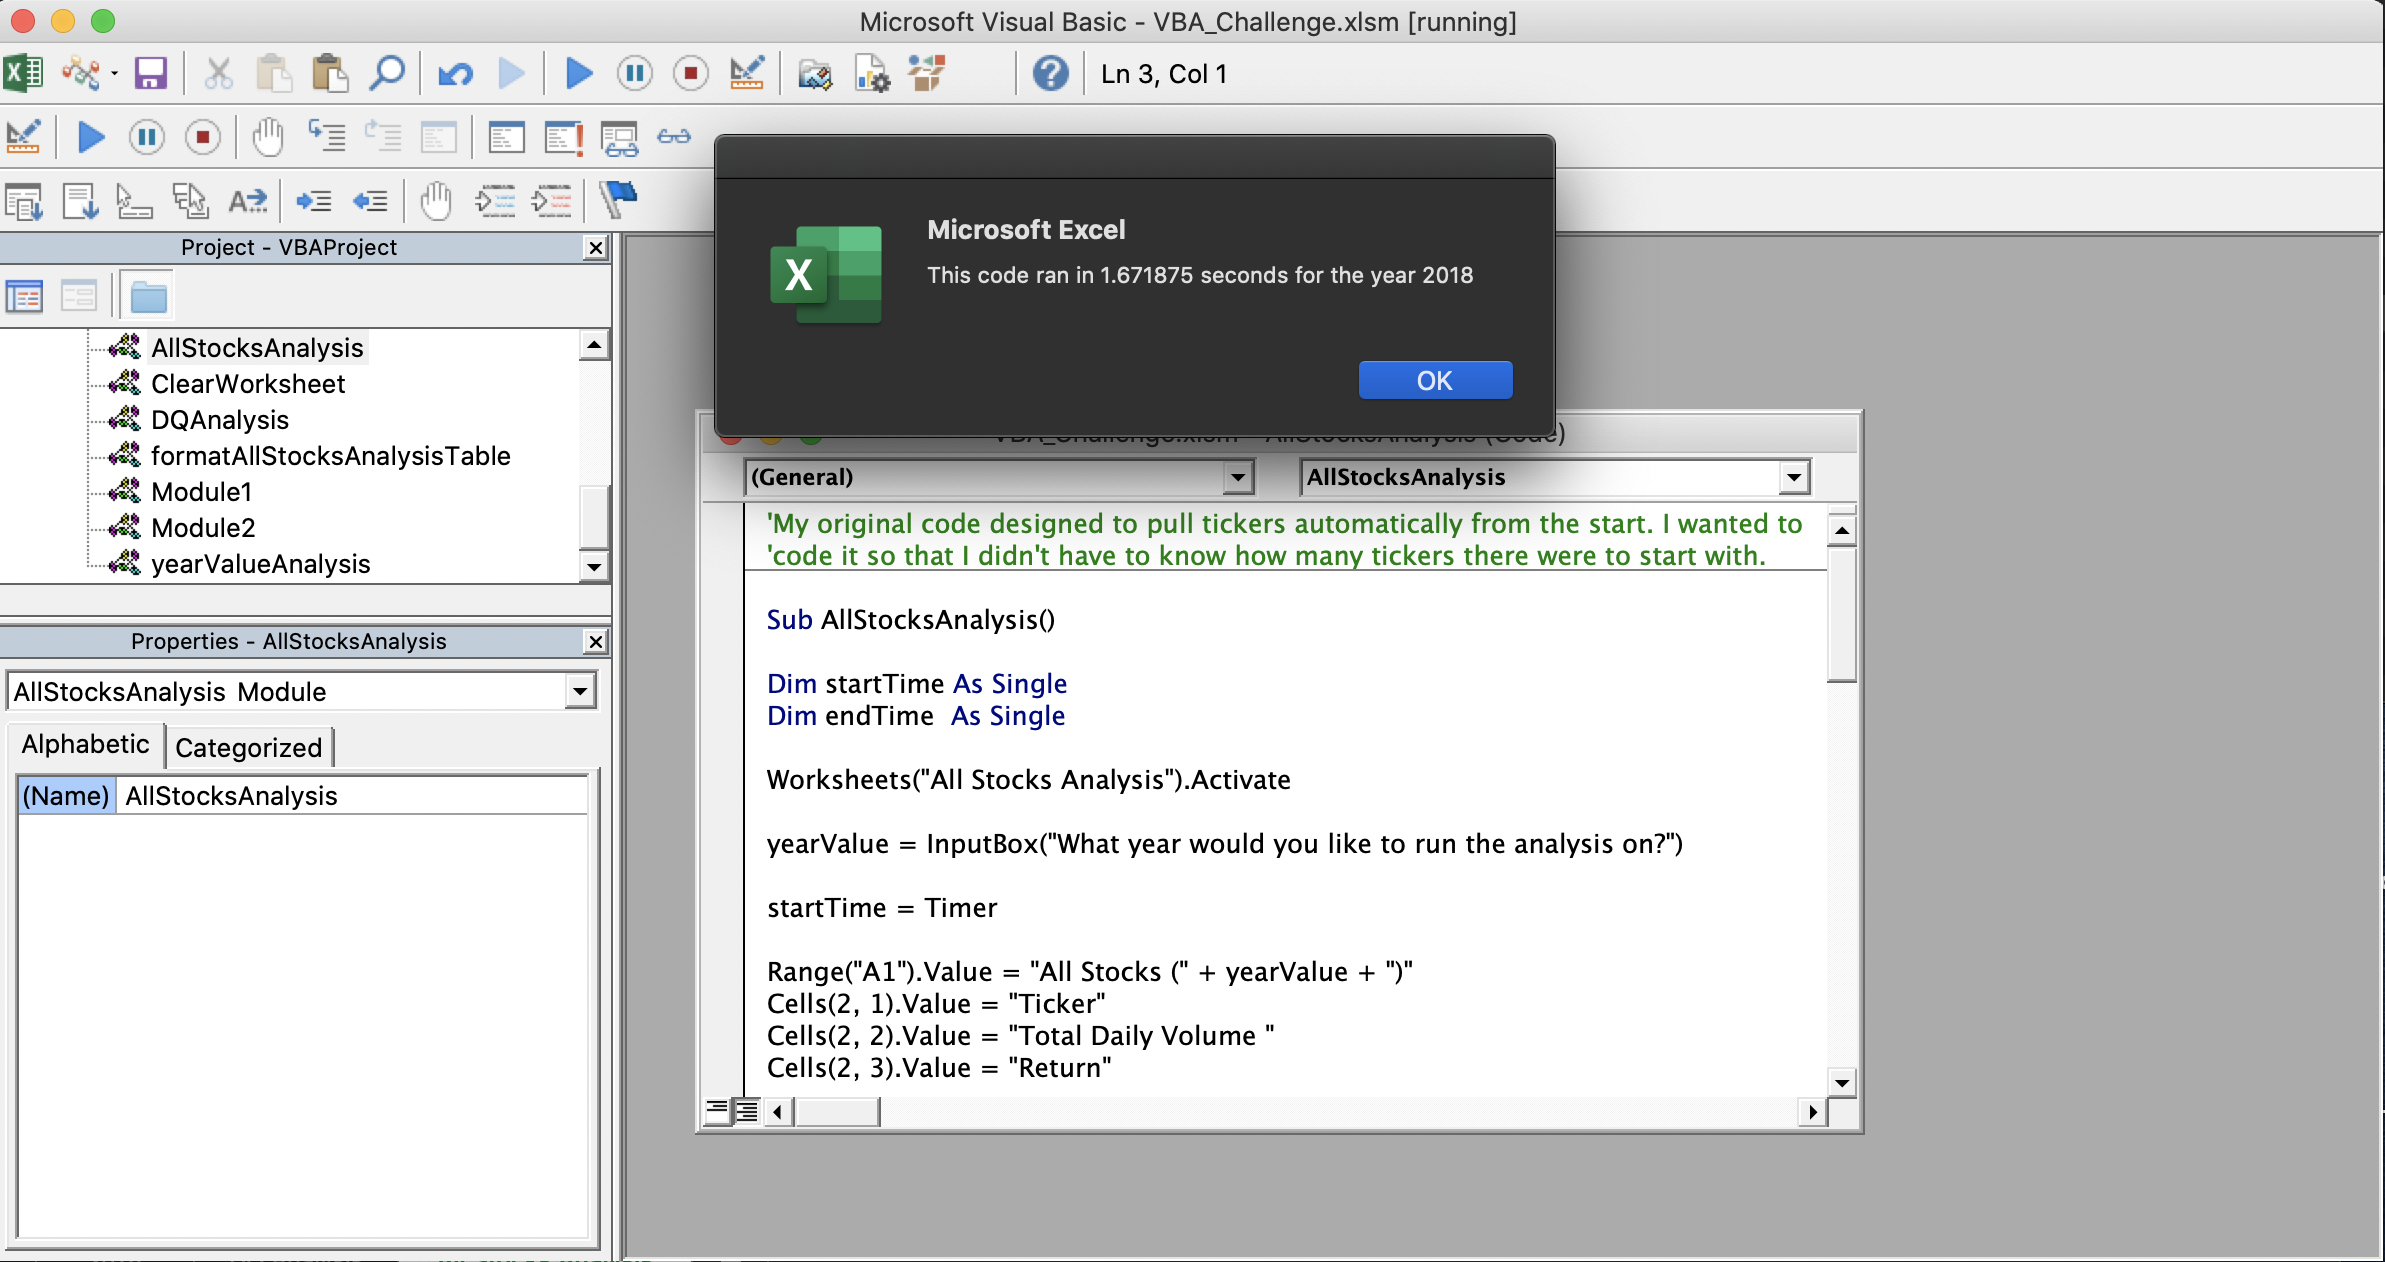 Microsoft Visual Basic - VBA_Challenge.xlsm [running]
Ln 3, Col 1
Microsoft Excel
This code ran in 1.671875 seconds for the year 2018
OK
Project - VBAProject
AllStocksAnalysis
ClearWorksheet
DQAnalysis
formatAllStocksAnalysisTable
Module1
Module2
yearValueAnalysis
Properties - AllStocksAnalysis
AllStocksAnalysis Module
Alphabetic
Categorized
(Name) AllStocksAnalysis
VBA_Challenge.xlsm - AllStocksAnalysis (Code)
(General)
AllStocksAnalysis
'My original code designed to pull tickers automatically from the start. I wanted to
'code it so that I didn't have to know how many tickers there were to start with.
Sub AllStocksAnalysis()
Dim startTime As Single
Dim endTime  As Single
Worksheets("All Stocks Analysis").Activate
yearValue = InputBox("What year would you like to run the analysis on?")
startTime = Timer
Range("A1").Value = "All Stocks (" + yearValue + ")"
Cells(2, 1).Value = "Ticker"
Cells(2, 2).Value = "Total Daily Volume "
Cells(2, 3).Value = "Return"